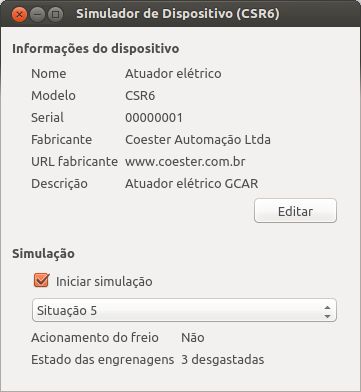 Simulador de Dispositivo (CSR6)
Informações do dispositivo
Nome Atuador elétrico
Modelo CSR6
Serial 00000001
Fabricante Coester Automação Ltda
URL fabricante www.coester.com.br
Descrição Atuador elétrico GCAR
Editar
Simulação
Iniciar simulação
Situação 5
Acionamento do freio Não
Estado das engrenagens 3 desgastadas